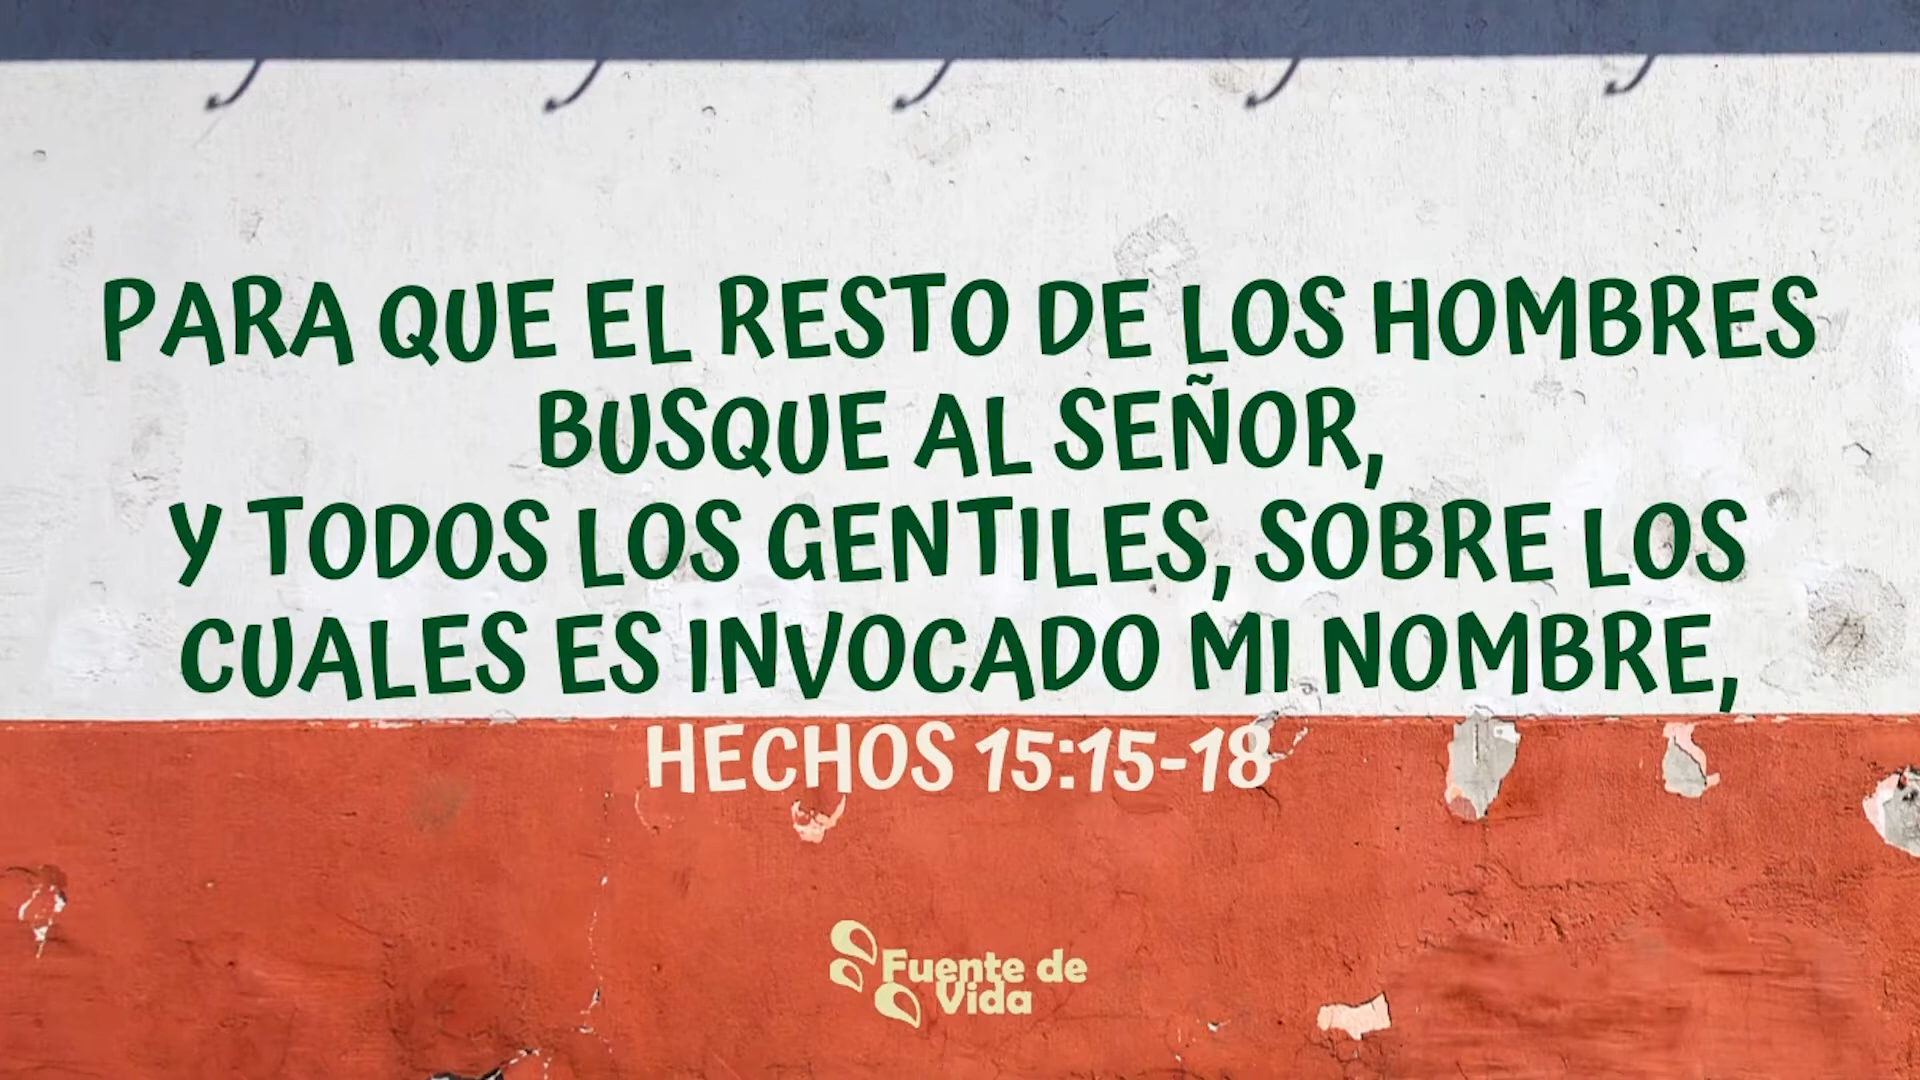 PARA QUE EL RESTO DE LOS HOMBRES
BUSQUE AL SEÑOR,
Y TODOS LOS GENTILES, SOBRE LOS
CUALES ES INVOCADO MI NOMBRE,
HECHOS 15:15-18
Fuente de
Vida